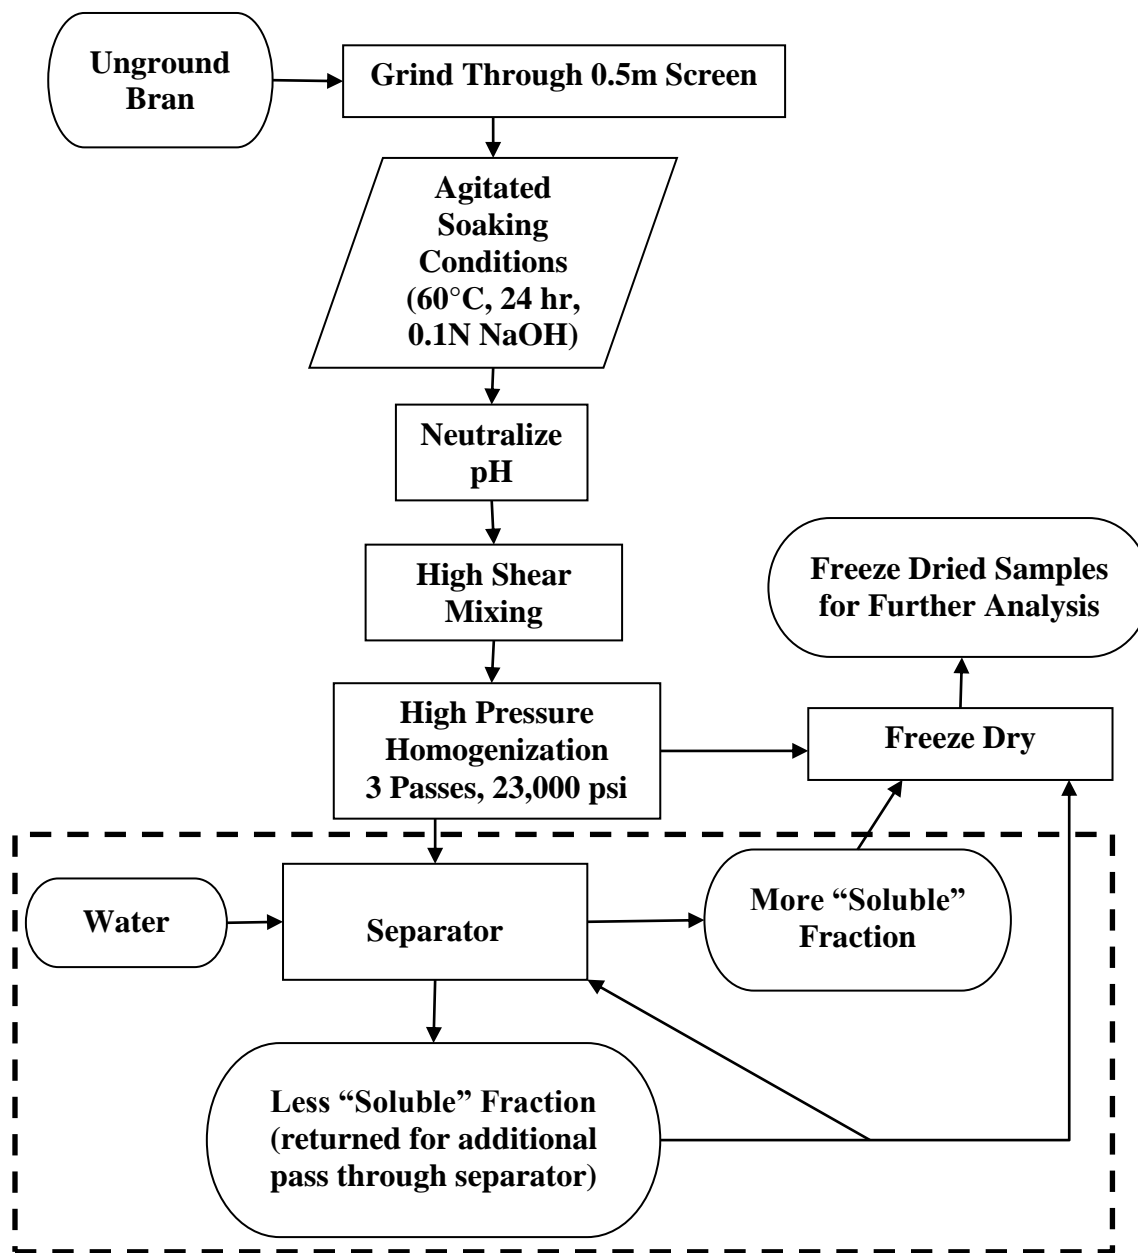 Unground
Bran
Grind Through 0.5m Screen
Agitated
Soaking
Conditions
(60°C, 24 hr,
0.1N NaOH)
Neutralize
pH
High Shear
Mixing
Freeze Dried Samples
for Further Analysis
High Pressure
Homogenization
3 Passes, 23,000 psi
Freeze Dry
Water
Separator
More “Soluble”
Fraction
Less “Soluble” Fraction
(returned for additional
pass through separator)